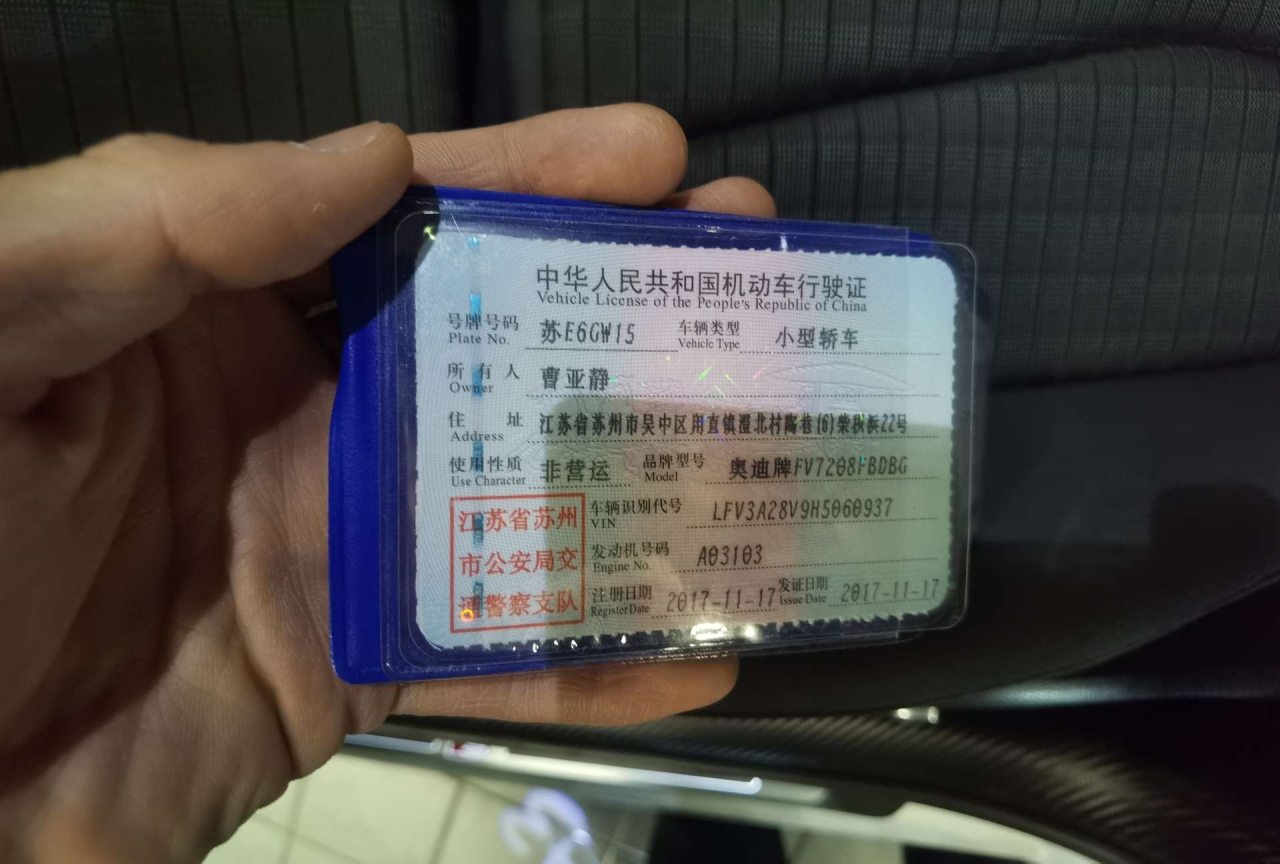 中华人民共和国机动车行驶证
Vehicle License of the People's Republic of China
号牌号码 苏E6GW15 车辆类型 小型轿车
Plate No. Vehicle Type
所有人 曹亚静
Owner
住址 江苏省苏州市吴中区甪直镇澄北村陶巷(6)柴秋浜22号
Address
使用性质 非营运 品牌型号 奥迪牌FV7208FBDBG
Use Character Model
车辆识别代号 LFV3A28V9H5060937
VIN
发动机号码 A03103
Engine No.
注册日期 2017-11-17 发证日期 2017-11-17
Register Date Issue Date
江苏省苏州
市公安局交
通警察支队